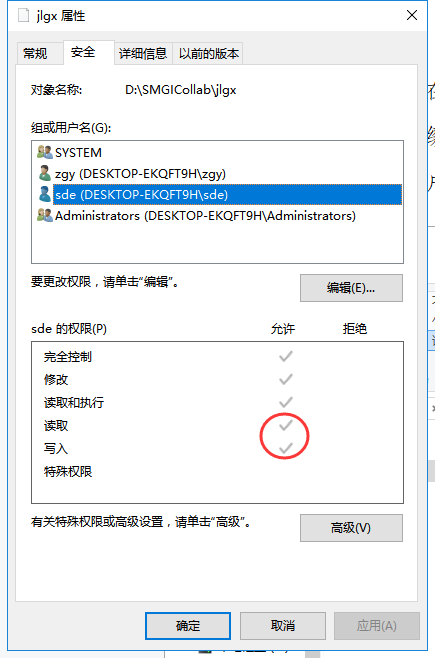 jlgx 属性
常规 安全 详细信息 以前的版本
对象名称: D:\SMGICollab\jlgx
组或用户名(G):
SYSTEM
zgy (DESKTOP-EKQFT9H\zgy)
sde (DESKTOP-EKQFT9H\sde)
Administrators (DESKTOP-EKQFT9H\Administrators)
要更改权限，请单击"编辑"。 编辑(E)...
sde 的权限(P) 允许 拒绝
完全控制
修改
读取和执行
读取
写入
特殊权限
有关特殊权限或高级设置，请单击"高级"。 高级(V)
确定 取消 应用(A)